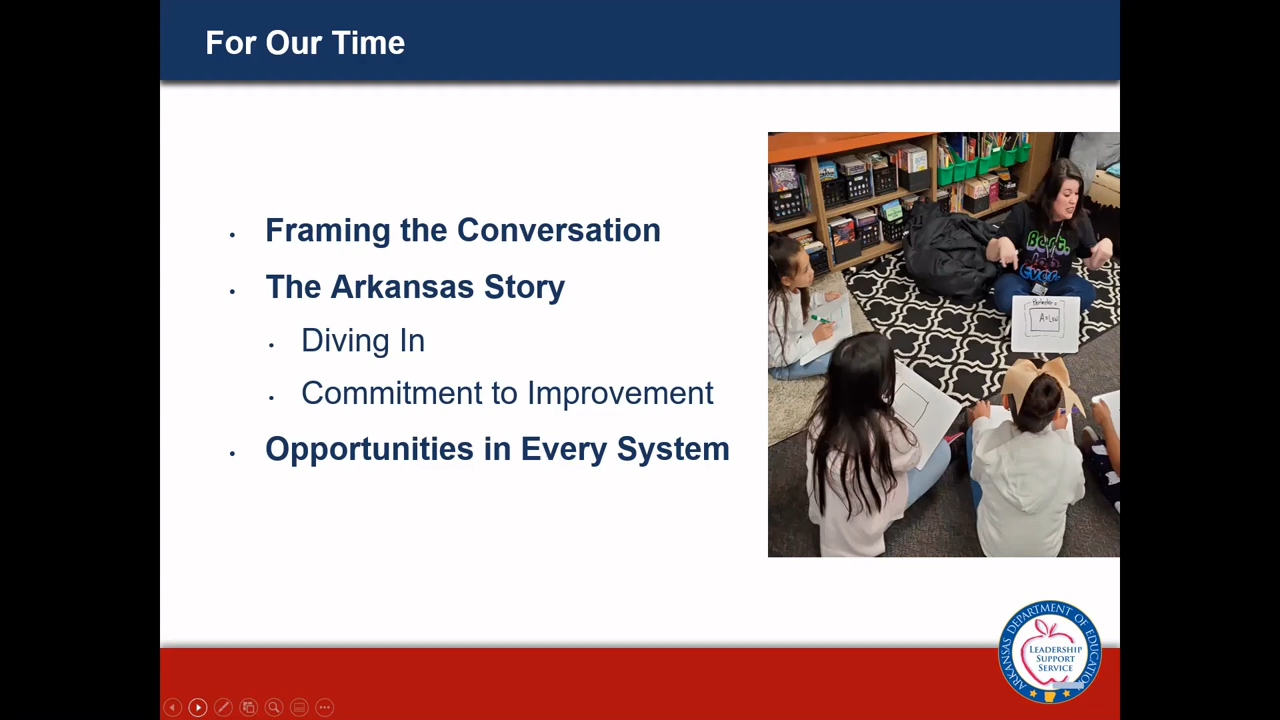 For Our Time
Framing the Conversation
The Arkansas Story
Diving In
Commitment to Improvement
Opportunities in Every System
ARKANSAS DEPARTMENT OF EDUCATION
LEADERSHIP
SUPPORT
SERVICE